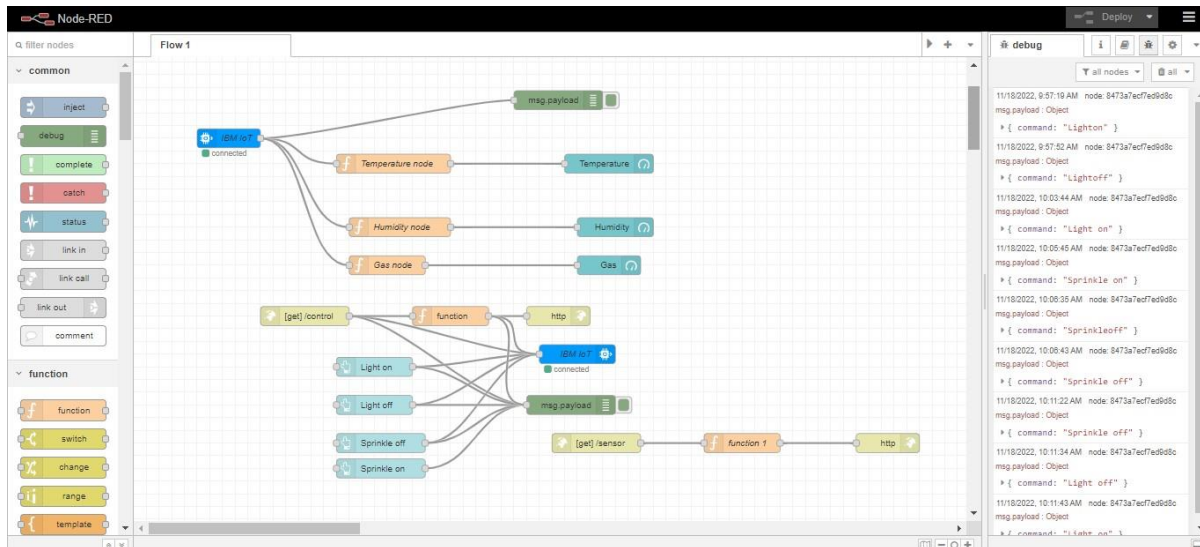 Node-RED
Deploy
filter nodes
Flow 1
debug
i
all nodes
all
common
inject
debug
complete
catch
status
link in
link call
link out
comment
function
function
switch
change
range
template
msg.payload
IBM IoT
connected
Temperature node
Temperature
Humidity node
Humidity
Gas node
Gas
[get] /control
function
http
IBM IoT
connected
Light on
Light off
msg.payload
Sprinkle off
[get] /sensor
function 1
http
Sprinkle on
11/18/2022, 9:57:19 AM node: 8473a7ecf7ed9d8c
msg.payload : Object
{ command: "Lighton" }
11/18/2022, 9:57:52 AM node: 8473a7ecf7ed9d8c
msg.payload : Object
{ command: "Lightoff" }
11/18/2022, 10:03:44 AM node: 8473a7ecf7ed9d8c
msg.payload : Object
{ command: "Light on" }
11/18/2022, 10:05:45 AM node: 8473a7ecf7ed9d8c
msg.payload : Object
{ command: "Sprinkle on" }
11/18/2022, 10:06:35 AM node: 8473a7ecf7ed9d8c
msg.payload : Object
{ command: "Sprinkleoff" }
11/18/2022, 10:06:43 AM node: 8473a7ecf7ed9d8c
msg.payload : Object
{ command: "Sprinkle off" }
11/18/2022, 10:11:22 AM node: 8473a7ecf7ed9d8c
msg.payload : Object
{ command: "Sprinkle off" }
11/18/2022, 10:11:34 AM node: 8473a7ecf7ed9d8c
msg.payload : Object
{ command: "Light off" }
11/18/2022, 10:11:43 AM node: 8473a7ecf7ed9d8c
msg.payload : Object
{ command: "Light on" }